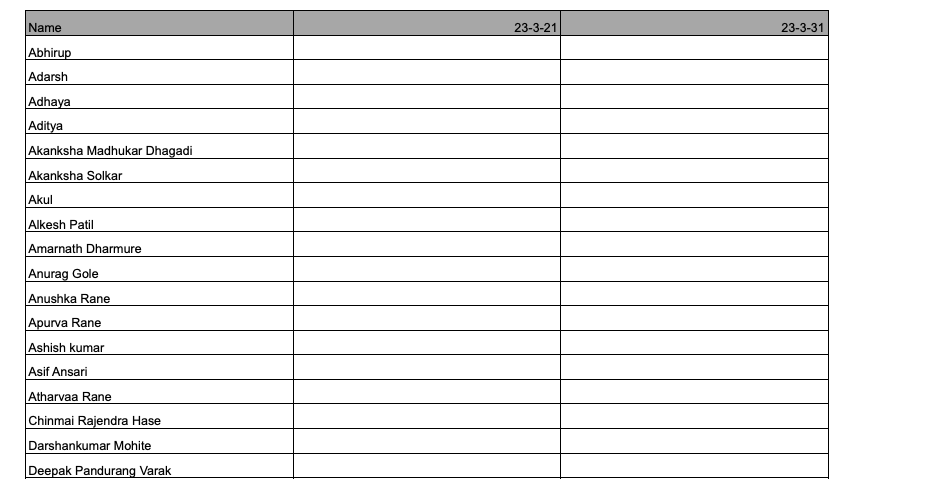 Name 23-3-21 23-3-31
Abhirup
Adarsh
Adhaya
Aditya
Akanksha Madhukar Dhagadi
Akanksha Solkar
Akul
Alkesh Patil
Amarnath Dharmure
Anurag Gole
Anushka Rane
Apurva Rane
Ashish kumar
Asif Ansari
Atharvaa Rane
Chinmai Rajendra Hase
Darshankumar Mohite
Deepak Pandurang Varak